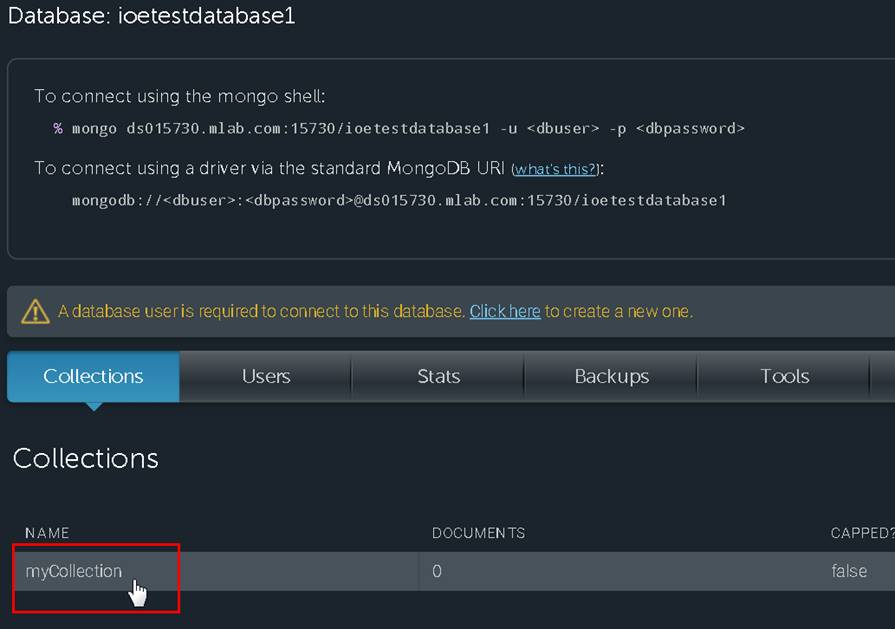 Database: ioetestdatabase1
To connect using the mongo shell:
% mongo ds015730.mlab.com:15730/ioetestdatabase1 -u <dbuser> -p <dbpassword>
To connect using a driver via the standard MongoDB URI (what's this?):
mongodb://<dbuser>:<dbpassword>@ds015730.mlab.com:15730/ioetestdatabase1
A database user is required to connect to this database. Click here to create a new one.
Collections Users Stats Backups Tools
Collections
NAME DOCUMENTS CAPPED?
myCollection 0 false